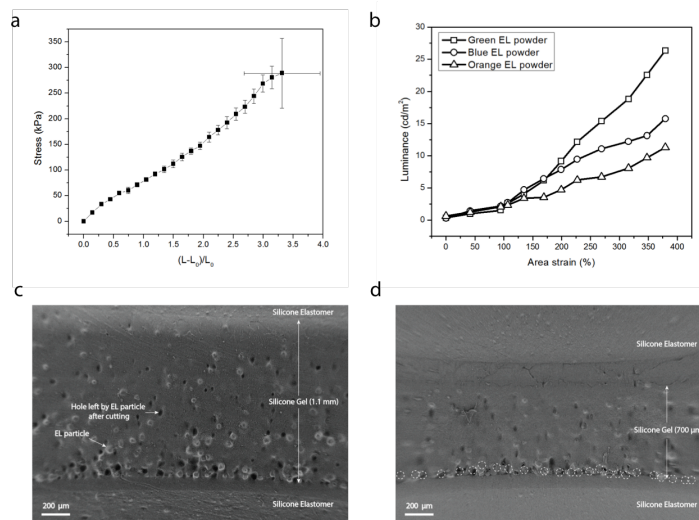 a
350
300
250
200
150
100
50
0
Stress (kPa)
0.0 0.5 1.0 1.5 2.0 2.5 3.0 3.5 4.0
(L-L₀)/L₀
b
Green EL powder
Blue EL powder
Orange EL powder
30
25
20
15
10
5
0
Luminance (cd/m²)
0 50 100 150 200 250 300 350 400
Area strain (%)
c
Silicone Elastomer
Silicone Gel (1.1 mm)
Hole left by EL particle
after cutting
EL particle
200 µm
Silicone Elastomer
d
Silicone Elastomer
Silicone Gel (700 µm
200 µm
Silicone Elastomer